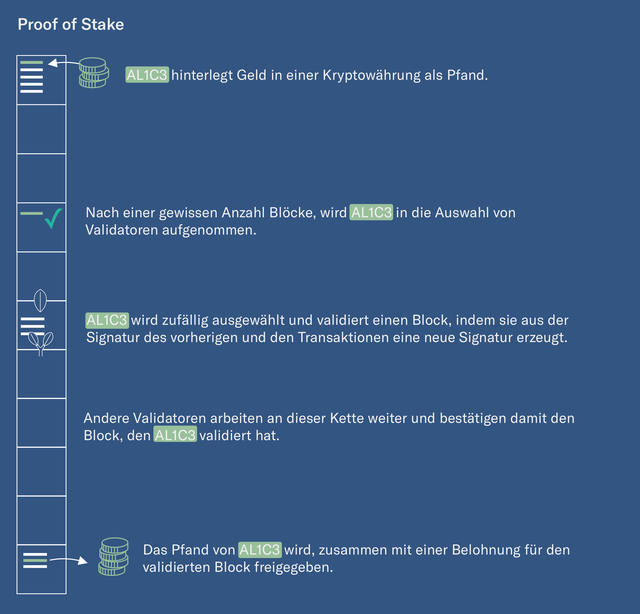 Proof of Stake
AL1C3 hinterlegt Geld in einer Kryptowährung als Pfand.
Nach einer gewissen Anzahl Blöcke, wird AL1C3 in die Auswahl von
Validatoren aufgenommen.
AL1C3 wird zufällig ausgewählt und validiert einen Block, indem sie aus der
Signatur des vorherigen und den Transaktionen eine neue Signatur erzeugt.
Andere Validatoren arbeiten an dieser Kette weiter und bestätigen damit den
Block, den AL1C3 validiert hat.
Das Pfand von AL1C3 wird, zusammen mit einer Belohnung für den
validierten Block freigegeben.